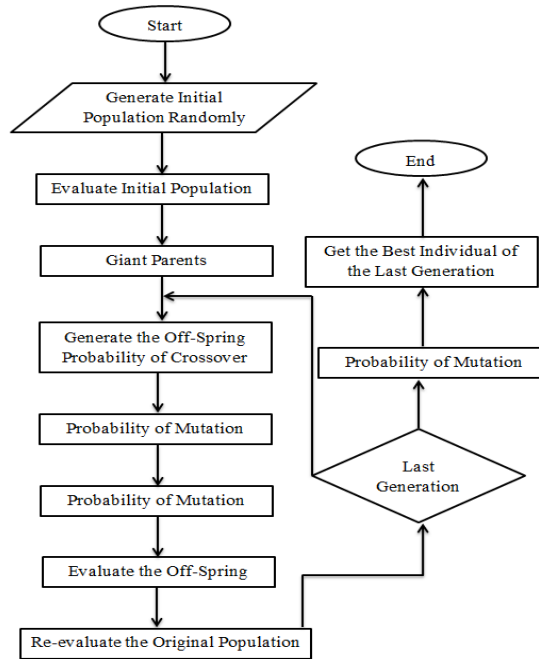 Start
Generate Initial
Population Randomly
Evaluate Initial Population
Giant Parents
Generate the Off-Spring
Probability of Crossover
Probability of Mutation
Probability of Mutation
Evaluate the Off-Spring
Re-evaluate the Original Population
Last
Generation
Probability of Mutation
Get the Best Individual of
the Last Generation
End